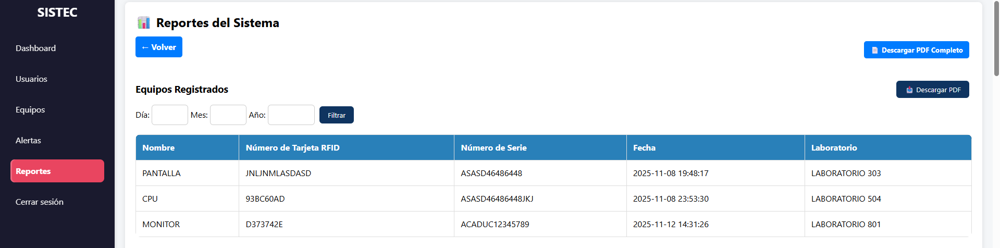 SISTEC
Dashboard
Usuarios
Equipos
Alertas
Reportes
Cerrar sesión
Reportes del Sistema
← Volver
Descargar PDF Completo
Equipos Registrados
Descargar PDF
Día: Mes: Año: Filtrar
Nombre Número de Tarjeta RFID Número de Serie Fecha Laboratorio
PANTALLA JNLJNMLASDASD ASASD46486448 2025-11-08 19:48:17 LABORATORIO 303
CPU 93BC60AD ASASD46486448JKJ 2025-11-08 23:53:30 LABORATORIO 504
MONITOR D373742E ACADUC12345789 2025-11-12 14:31:26 LABORATORIO 801